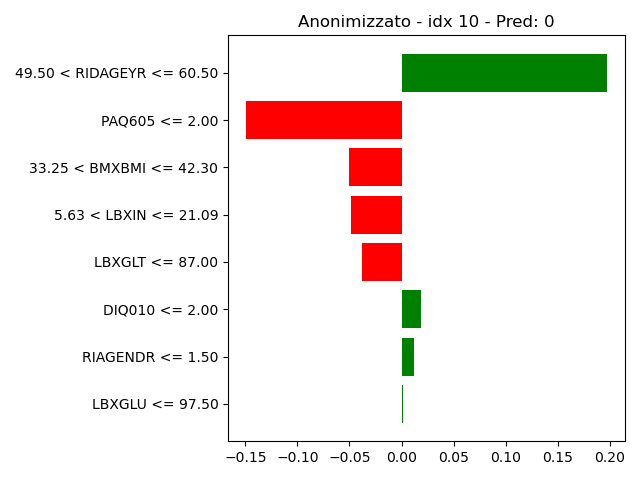 Anonimizzato - idx 10 - Pred: 0
49.50 < RIDAGEYR <= 60.50
PAQ605 <= 2.00
33.25 < BMXBMI <= 42.30
5.63 < LBXIN <= 21.09
LBXGLT <= 87.00
DIQ010 <= 2.00
RIAGENDR <= 1.50
LBXGLU <= 97.50
−0.15 −0.10 −0.05 0.00 0.05 0.10 0.15 0.20